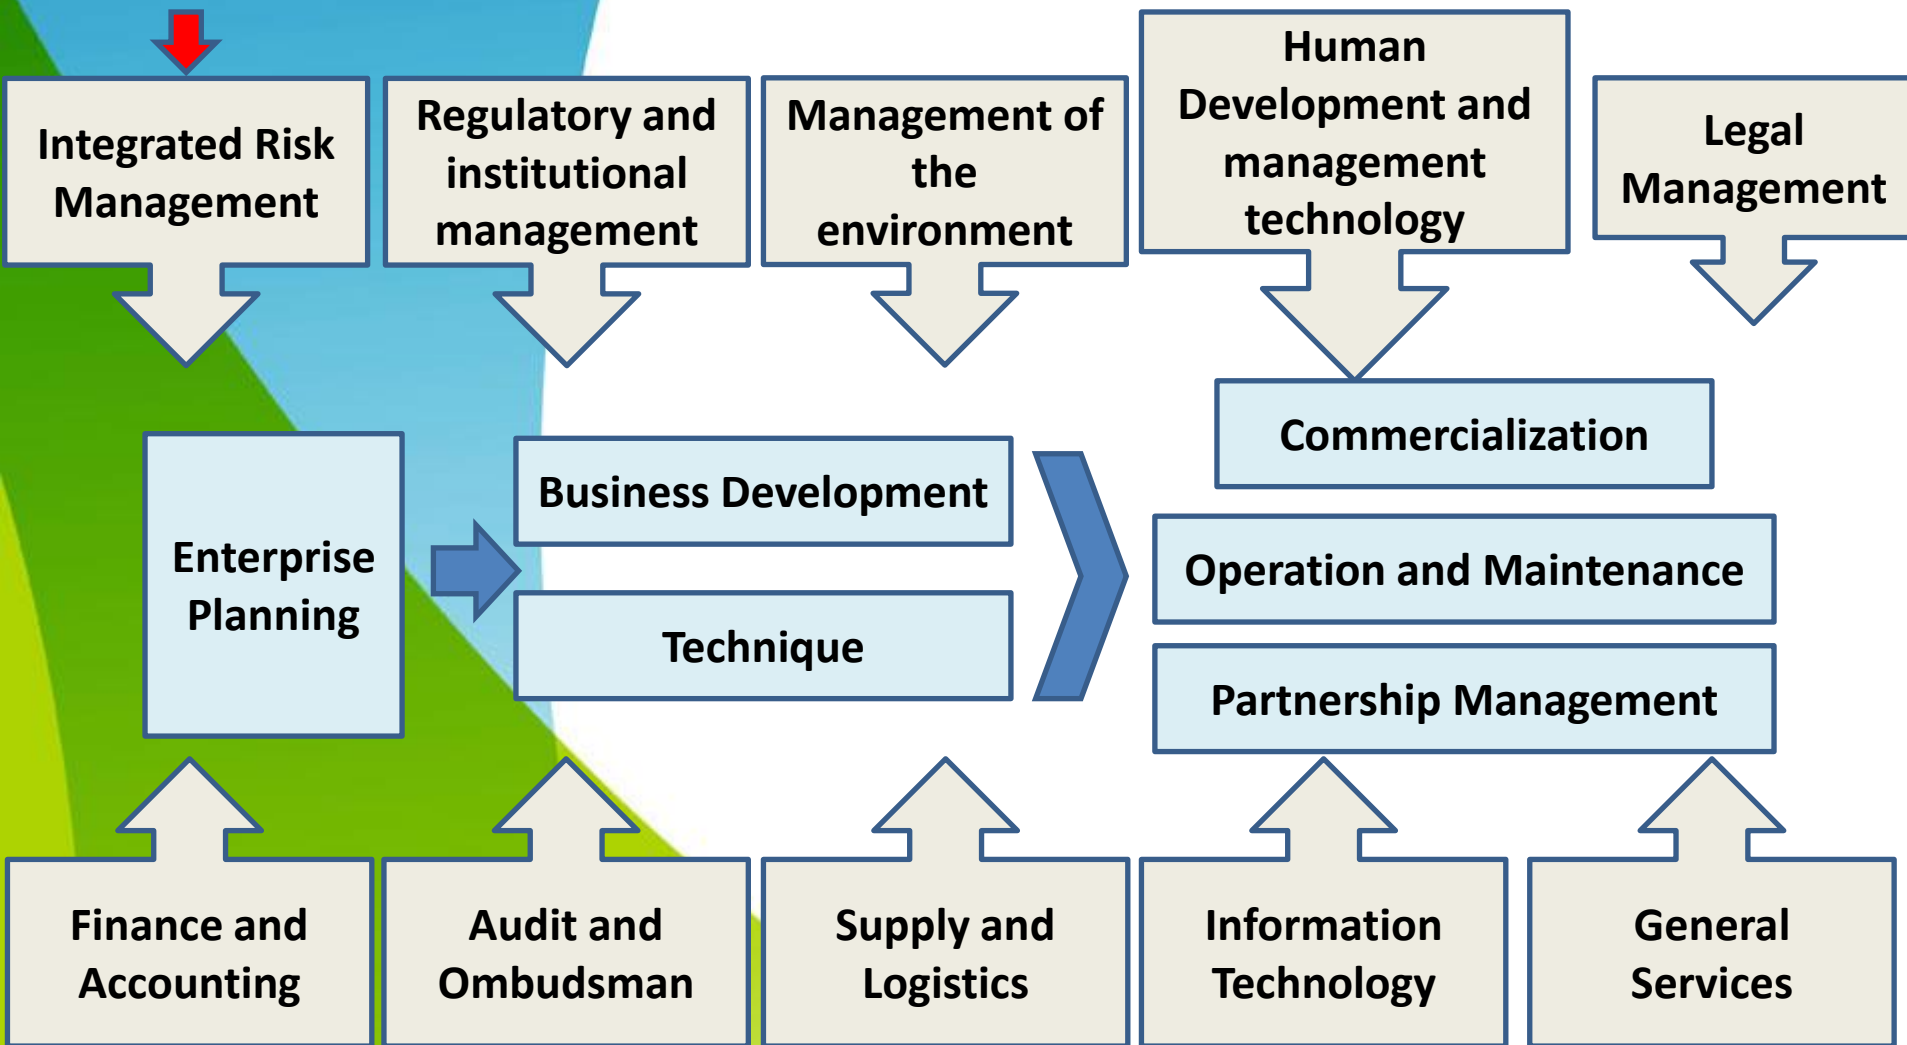 Integrated Risk
Management
Regulatory and
institutional
management
Management of
the
environment
Human
Development and
management
technology
Legal
Management
Enterprise
Planning
Business Development
Technique
Commercialization
Operation and Maintenance
Partnership Management
Finance and
Accounting
Audit and
Ombudsman
Supply and
Logistics
Information
Technology
General
Services